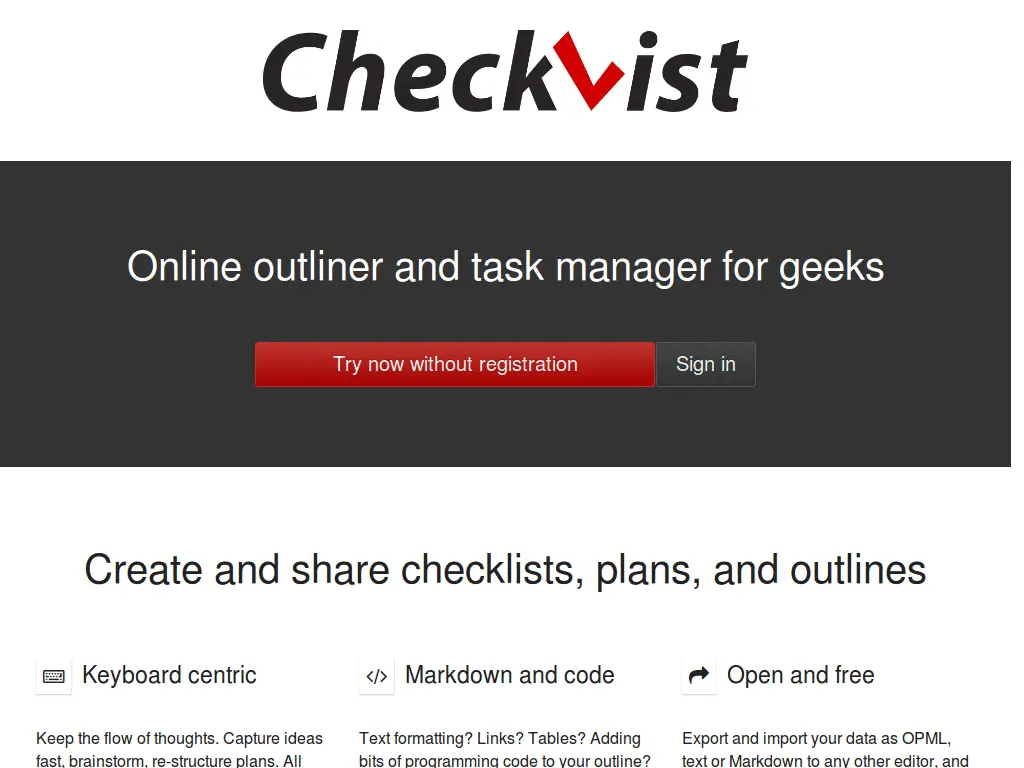 Checkvist
Online outliner and task manager for geeks
Try now without registration
Sign in
Create and share checklists, plans, and outlines
Keyboard centric
Keep the flow of thoughts. Capture ideas
fast, brainstorm, re-structure plans. All
</> Markdown and code
Text formatting? Links? Tables? Adding
bits of programming code to your outline?
Open and free
Export and import your data as OPML,
text or Markdown to any other editor, and